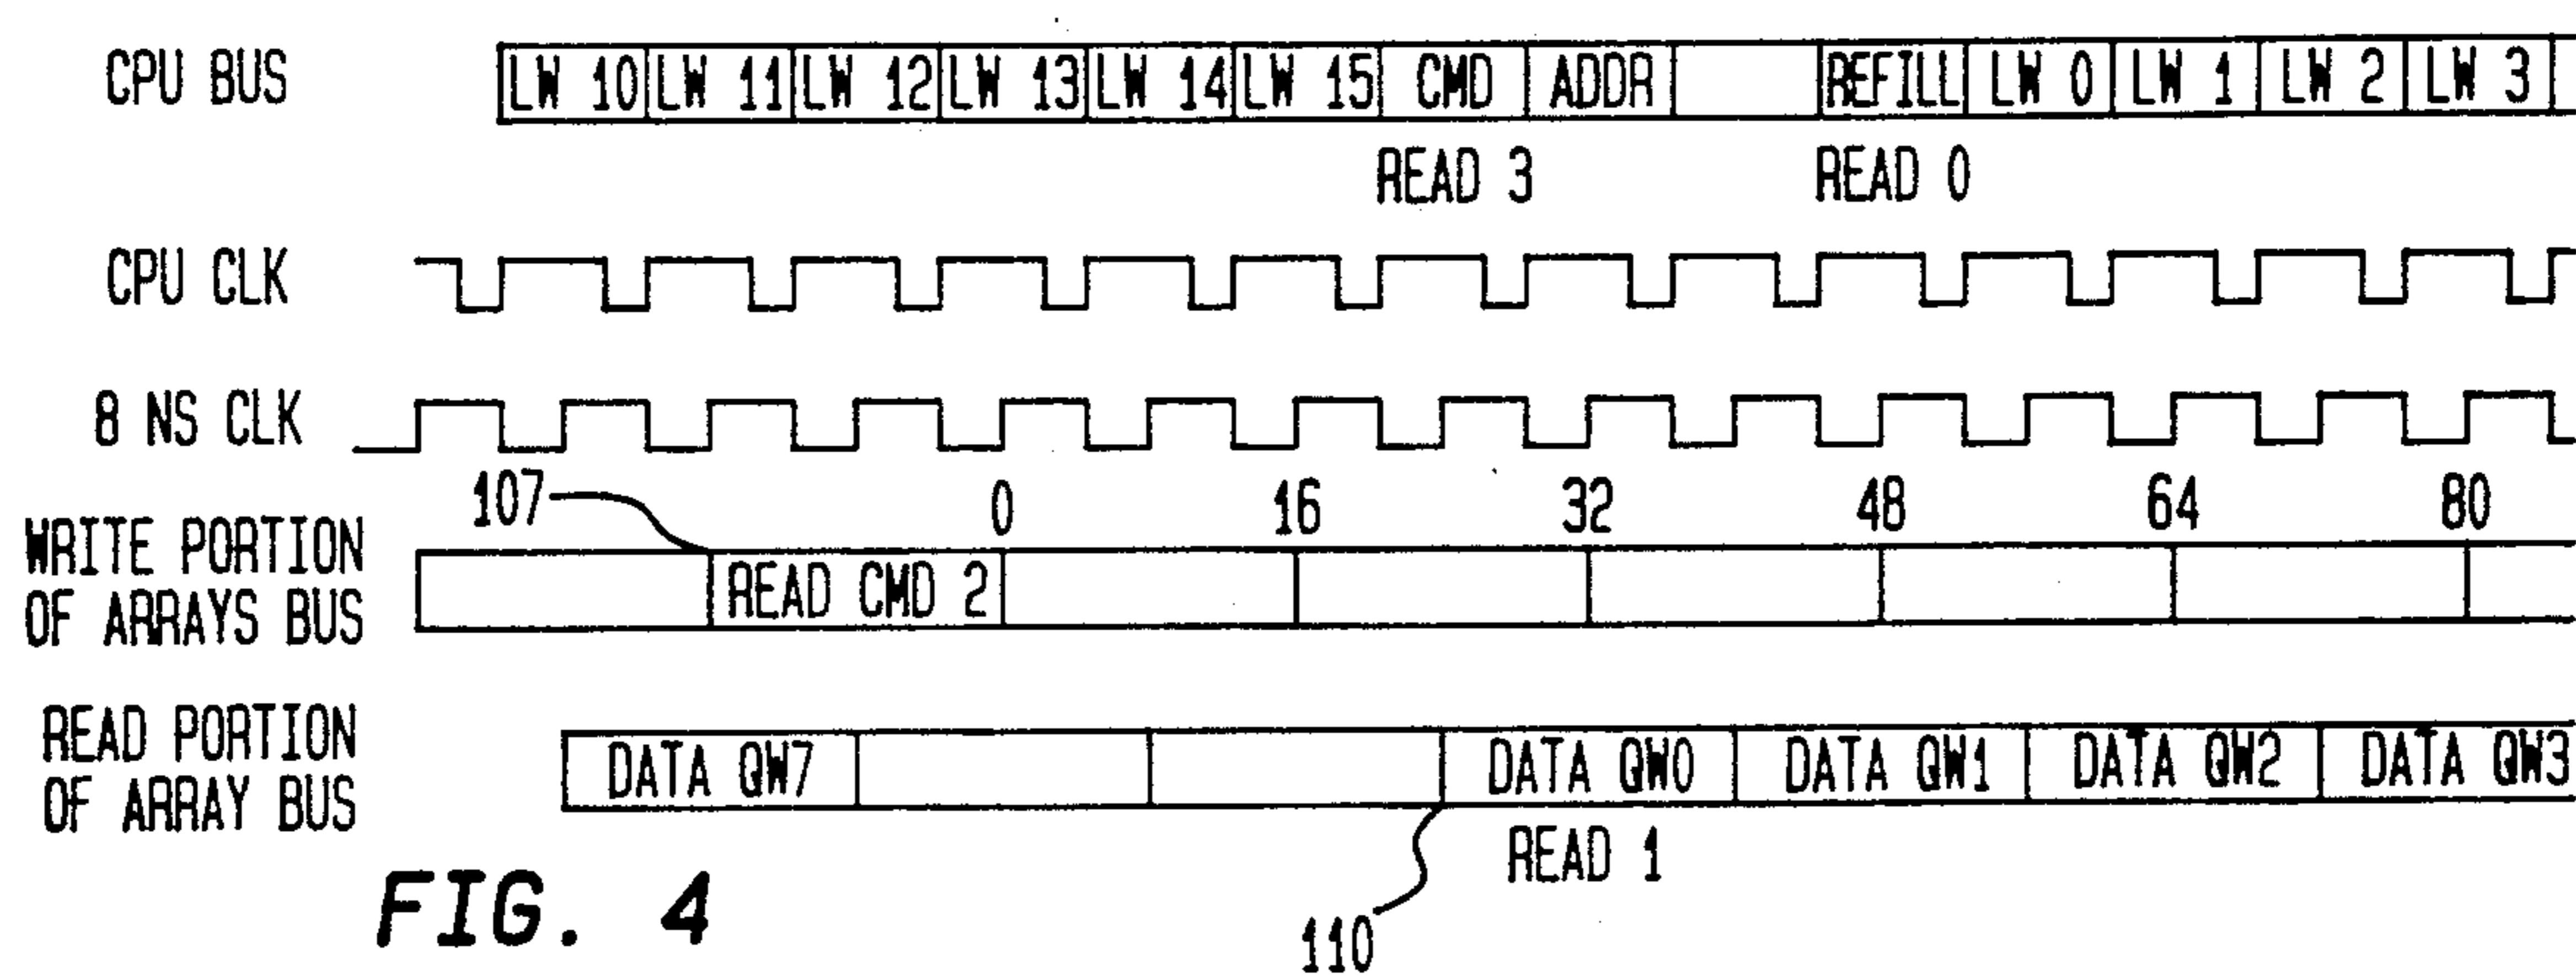 CPU BUS
LW 10 LW 11 LW 12 LW 13 LW 14 LW 15 CMD ADDR REFILL LW 0 LW 1 LW 2 LW 3
READ 3 READ 0
CPU CLK
8 NS CLK
107 0 16 32 48 64 80
WRITE PORTION
OF ARRAYS BUS
READ CMD 2
READ PORTION
OF ARRAY BUS
DATA QW7 DATA QW0 DATA QW1 DATA QW2 DATA QW3
READ 1
110
FIG. 4